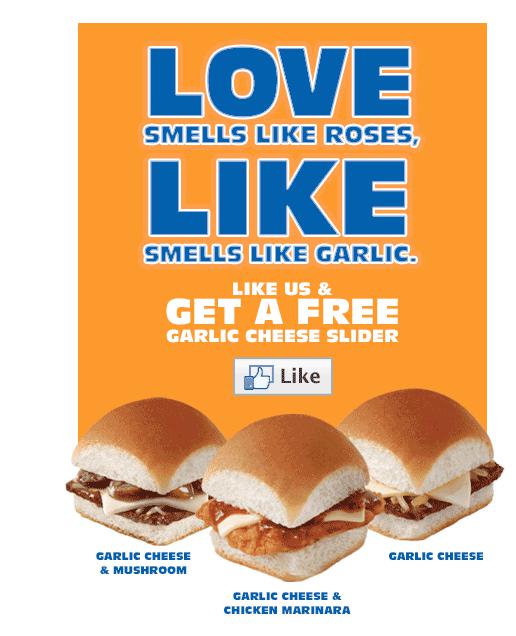 LOVE
SMELLS LIKE ROSES,
LIKE
SMELLS LIKE GARLIC.
LIKE US &
GET A FREE
GARLIC CHEESE SLIDER
Like
GARLIC CHEESE
& MUSHROOM
GARLIC CHEESE &
CHICKEN MARINARA
GARLIC CHEESE